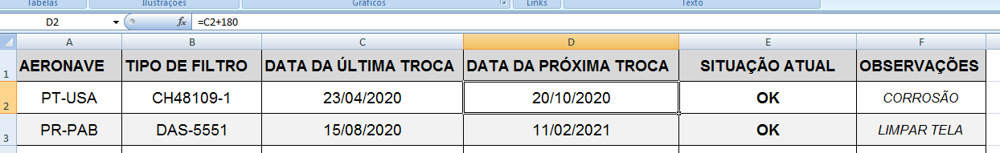 Tabelas Ilustrações Gráficos Links Texto
D2 fx =C2+180
A B C D E F
1 AERONAVE TIPO DE FILTRO DATA DA ÚLTIMA TROCA DATA DA PRÓXIMA TROCA SITUAÇÃO ATUAL OBSERVAÇÕES
2 PT-USA CH48109-1 23/04/2020 20/10/2020 OK CORROSÃO
3 PR-PAB DAS-5551 15/08/2020 11/02/2021 OK LIMPAR TELA